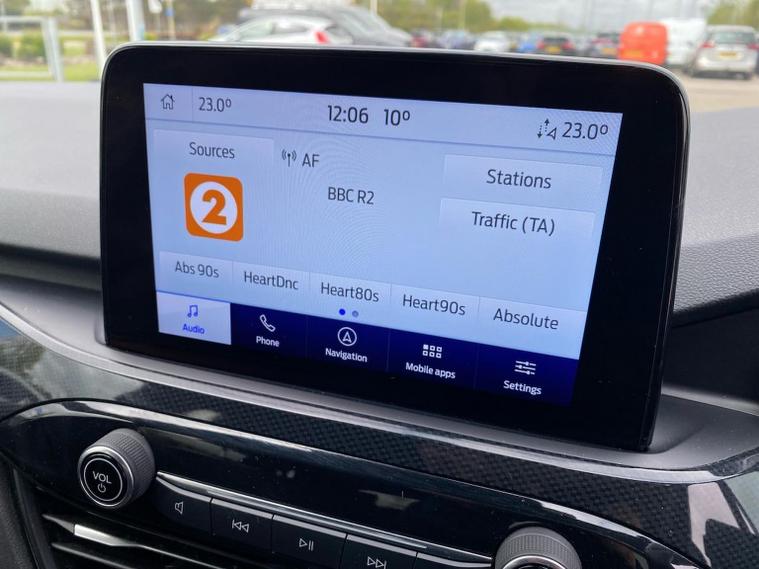 23.0° 12:06 10° 23.0°
Sources AF Stations
2 BBC R2 Traffic (TA)
Abs 90s HeartDnc Heart80s Heart90s Absolute
Audio Phone Navigation Mobile apps Settings
VOL